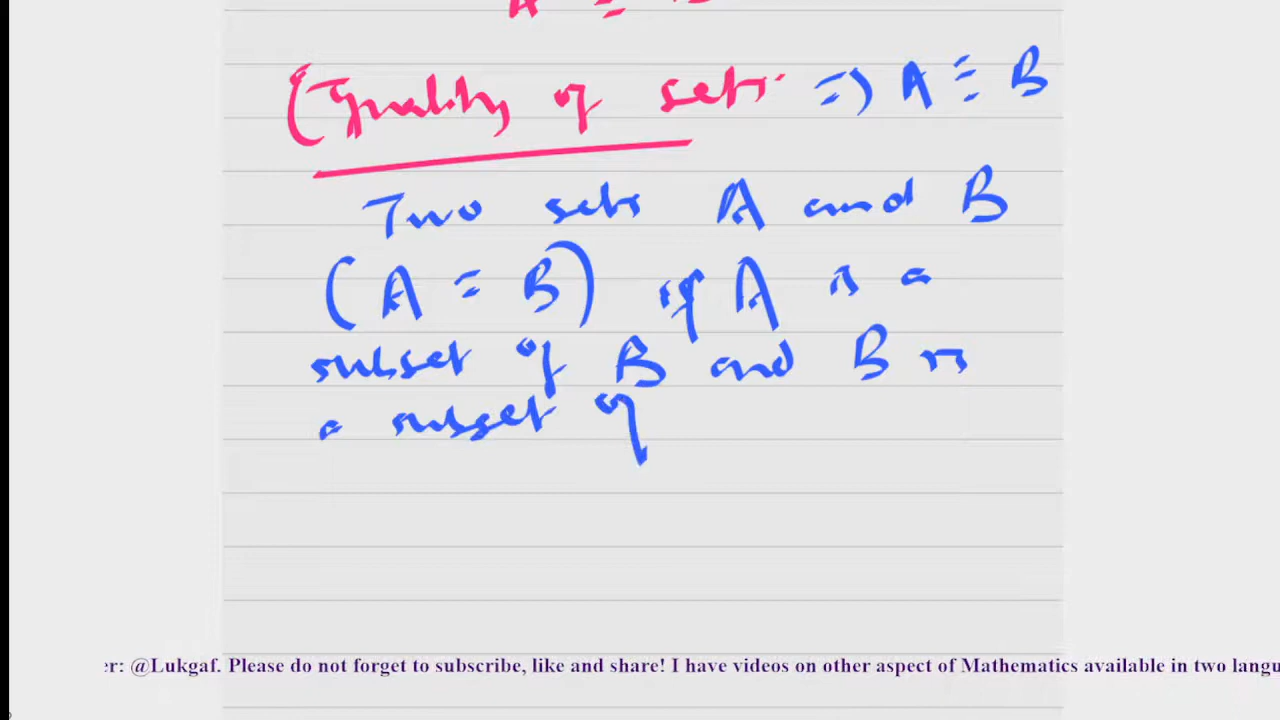 Equality of sets. => A ≡ B
Two sets A and B
(A = B) if A is a
subset of B and B is
a subset of
er: @Lukgaf. Please do not forget to subscribe, like and share! I have videos on other aspect of Mathematics available in two langu